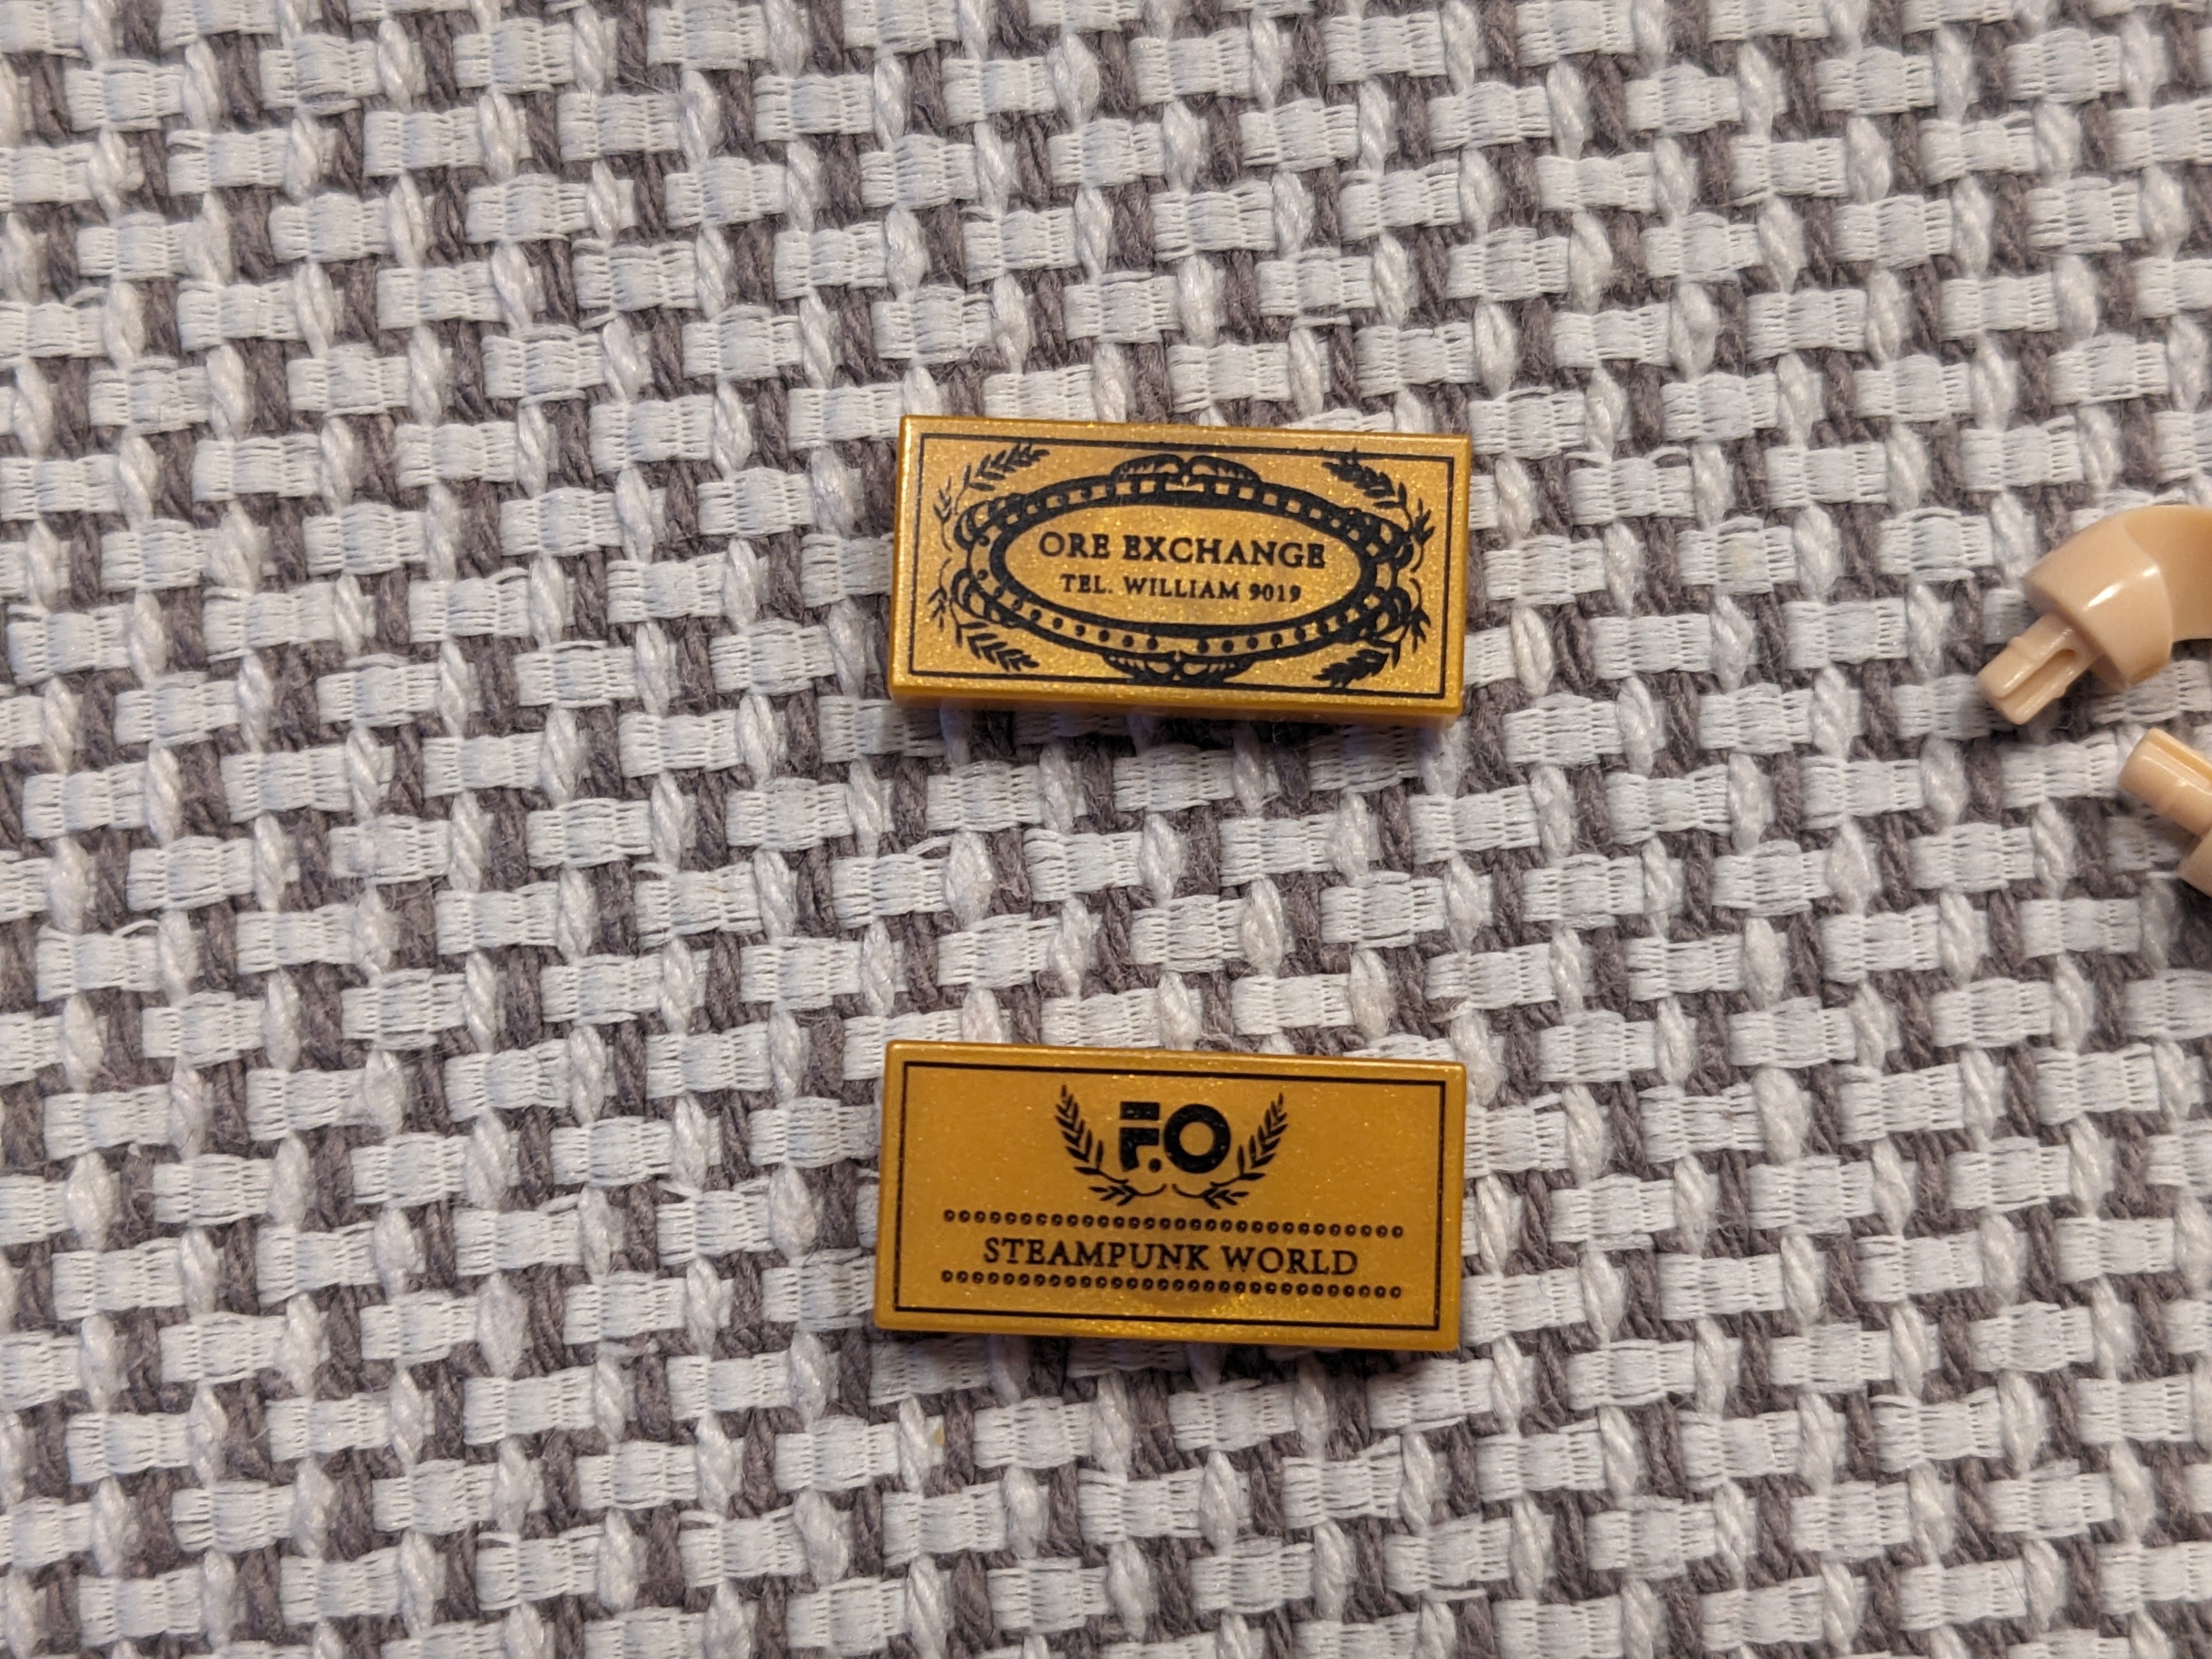 ORE EXCHANGE
TEL. WILLIAM 9019
F.O
STEAMPUNK WORLD